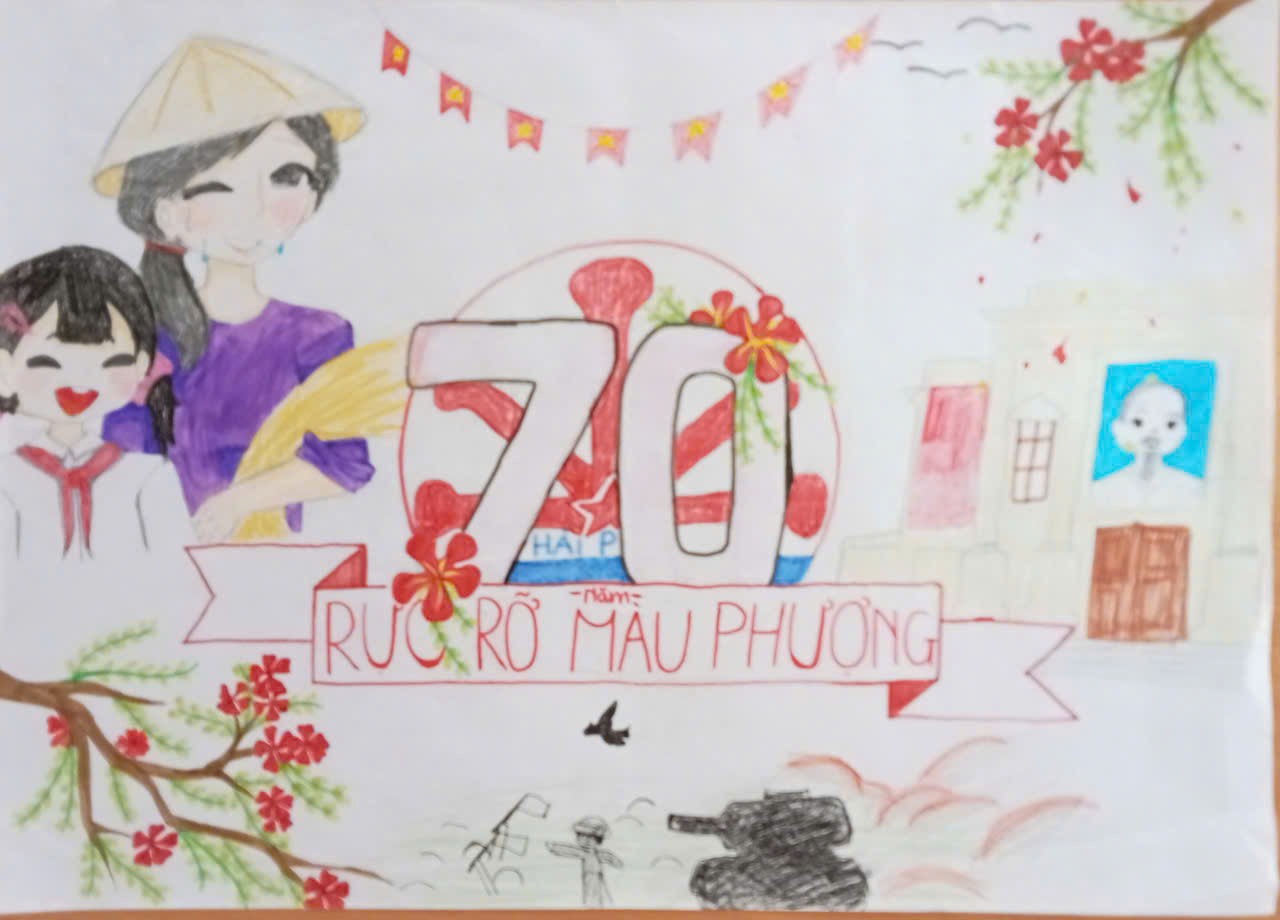 70
HẢI P
-năm-
RỰC RỠ MÀU PHƯỢNG